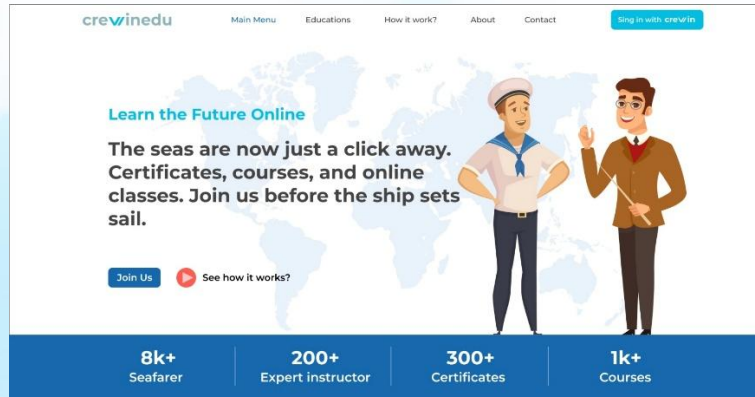 crewinedu
Main Menu Educations How it work? About Contact
Sing in with crewin
Learn the Future Online
The seas are now just a click away.
Certificates, courses, and online
classes. Join us before the ship sets
sail.
Join Us
See how it works?
8k+ 200+ 300+ 1k+
Seafarer Expert instructor Certificates Courses